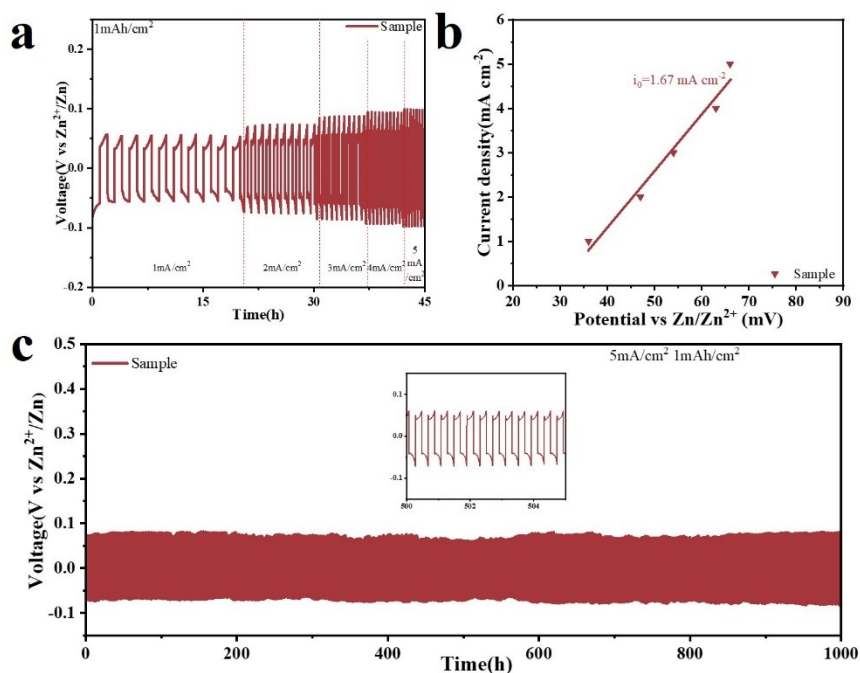 a
1mAh/cm²
Sample
Voltage(V vs Zn²⁺/Zn)
0.2
0.1
0.0
-0.1
-0.2
1mA/cm²
2mA/cm²
3mA/cm²
4mA/cm²
5
mA
/cm²
0
15
30
45
Time(h)
b
i₀=1.67 mA cm⁻²
Current density(mA cm⁻²)
6
5
4
3
2
1
0
Sample
20
30
40
50
60
70
80
90
Potential vs Zn/Zn²⁺ (mV)
c
Sample
5mA/cm² 1mAh/cm²
Voltage(V vs Zn²⁺/Zn)
0.5
0.4
0.3
0.2
0.1
0.0
-0.1
0.1
0.0
-0.1
500
502
504
0
200
400
600
800
1000
Time(h)